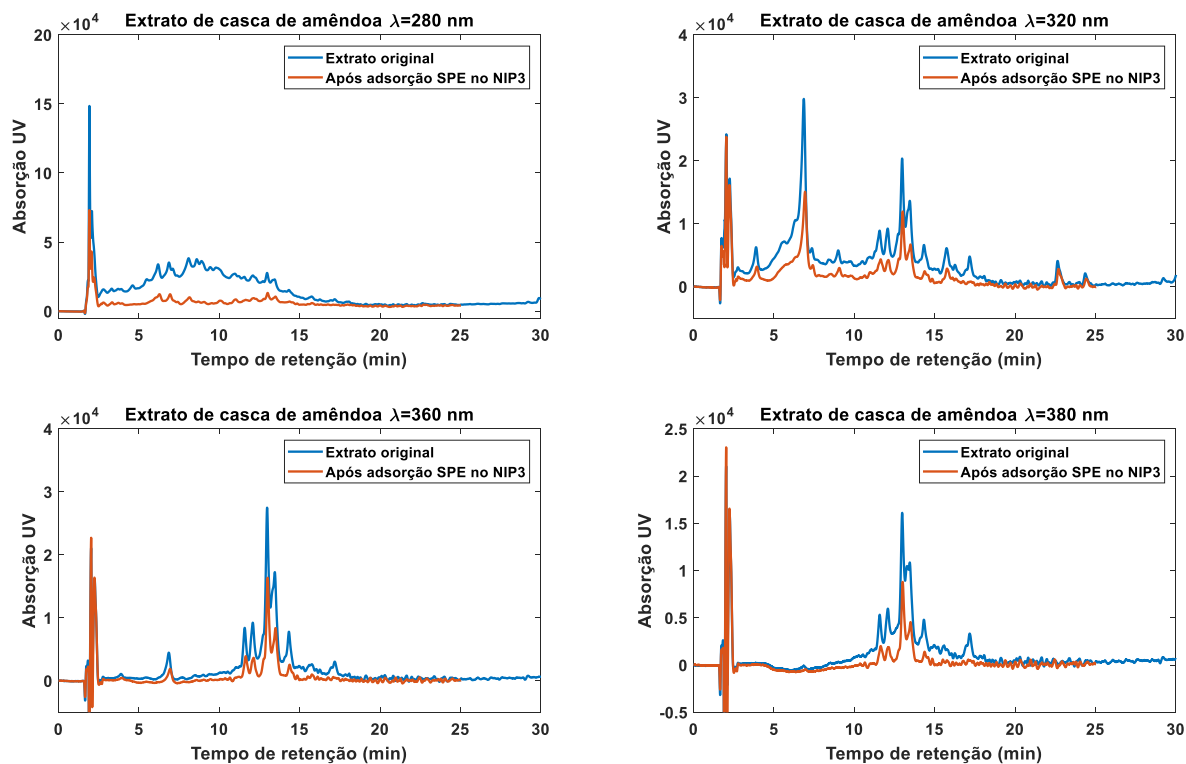 Extrato de casca de amêndoa λ=280 nm
×10⁴
Extrato original
Após adsorção SPE no NIP3
20
15
10
5
0
Absorção UV
0 5 10 15 20 25 30
Tempo de retenção (min)
Extrato de casca de amêndoa λ=320 nm
×10⁴
Extrato original
Após adsorção SPE no NIP3
4
3
2
1
0
Absorção UV
0 5 10 15 20 25 30
Tempo de retenção (min)
Extrato de casca de amêndoa λ=360 nm
×10⁴
Extrato original
Após adsorção SPE no NIP3
4
3
2
1
0
Absorção UV
0 5 10 15 20 25 30
Tempo de retenção (min)
Extrato de casca de amêndoa λ=380 nm
×10⁴
Extrato original
Após adsorção SPE no NIP3
2.5
2
1.5
1
0.5
0
-0.5
Absorção UV
0 5 10 15 20 25 30
Tempo de retenção (min)